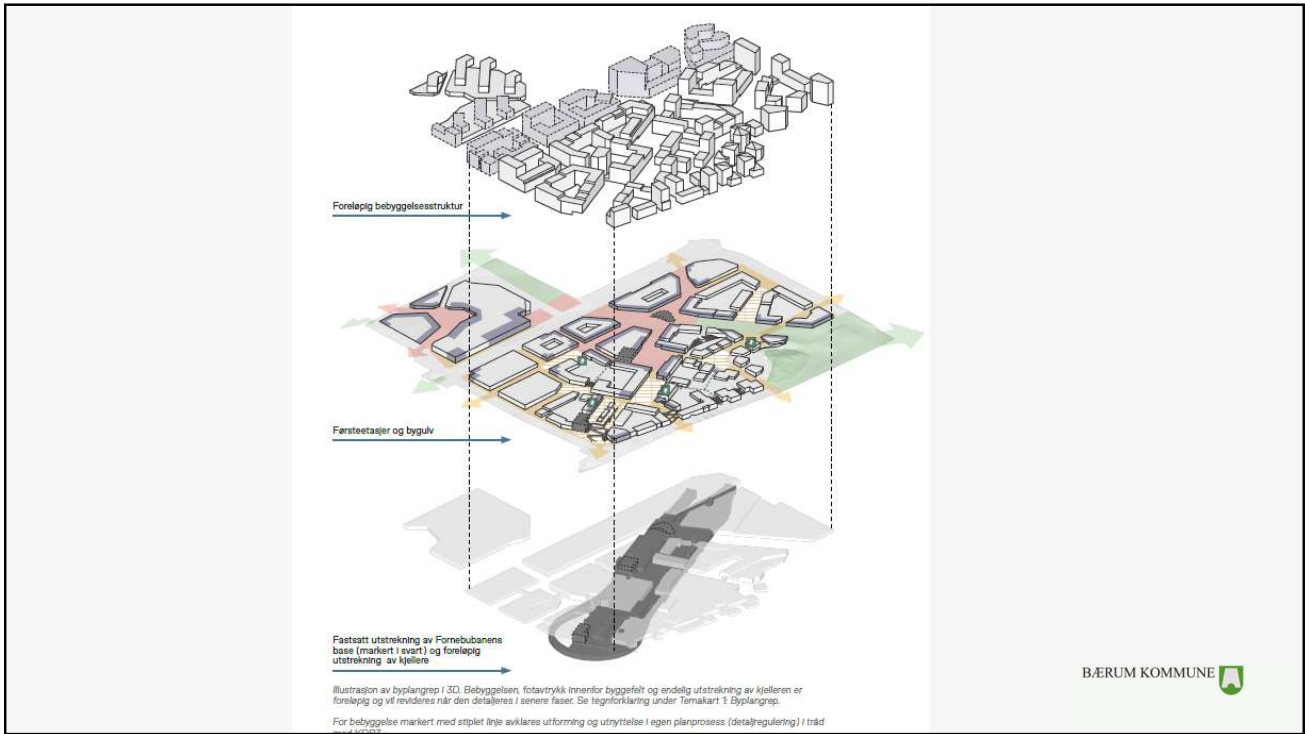 Foreløpig bebyggelsesstruktur
Førsteetasjer og bygulv
Fastsatt utstrekning av Fornebubanens
base (markert i svart) og foreløpig
utstrekning av kjellere
Illustrasjon av byplangrep i 3D. Bebyggelsen, fotavtrykk innenfor byggefelt og endelig utstrekning av kjelleren er
foreløpig og vil revideres når den detaljeres i senere faser. Se tegnforklaring under Temakart 1: Byplangrep.
For bebyggelse markert med stiplet linje avklares utforming og utnyttelse i egen planprosess (detaljregulering) i tråd
BÆRUM KOMMUNE